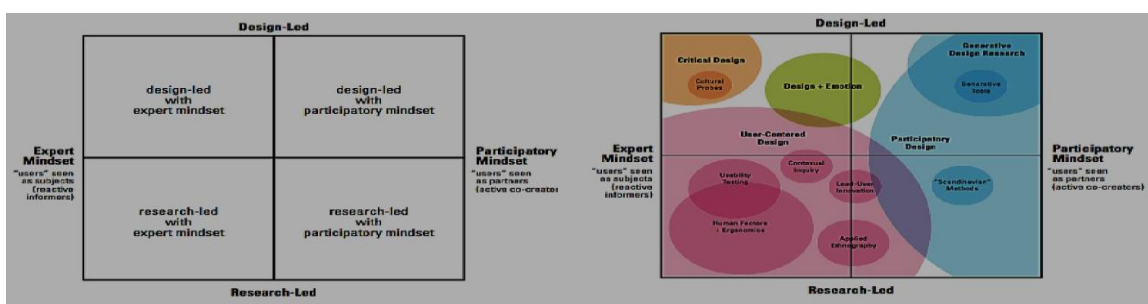 Design-Led
design-led
with
expert mindset
design-led
with
participatory mindset
Expert
Mindset
"users" seen
as subjects
(reactive
informers)
Participatory
Mindset
"users" seen
as partners
(active co-creators
research-led
with
expert mindset
research-led
with
participatory mindset
Research-Led
Design-Led
Critical Design
Cultural
Probes
Design + Emotion
Generative
Design Research
Generative
Tools
User-Centered
Design
Participatory
Design
Expert
Mindset
"users" seen
as subjects
(reactive
informers)
Participatory
Mindset
"users" seen
as partners
(active co-creators)
Contextual
Inquiry
Usability
Testing
Lead-User
Innovation
"Scandinavian"
Methods
Human Factors
+ Ergonomics
Applied
Ethnography
Research-Led